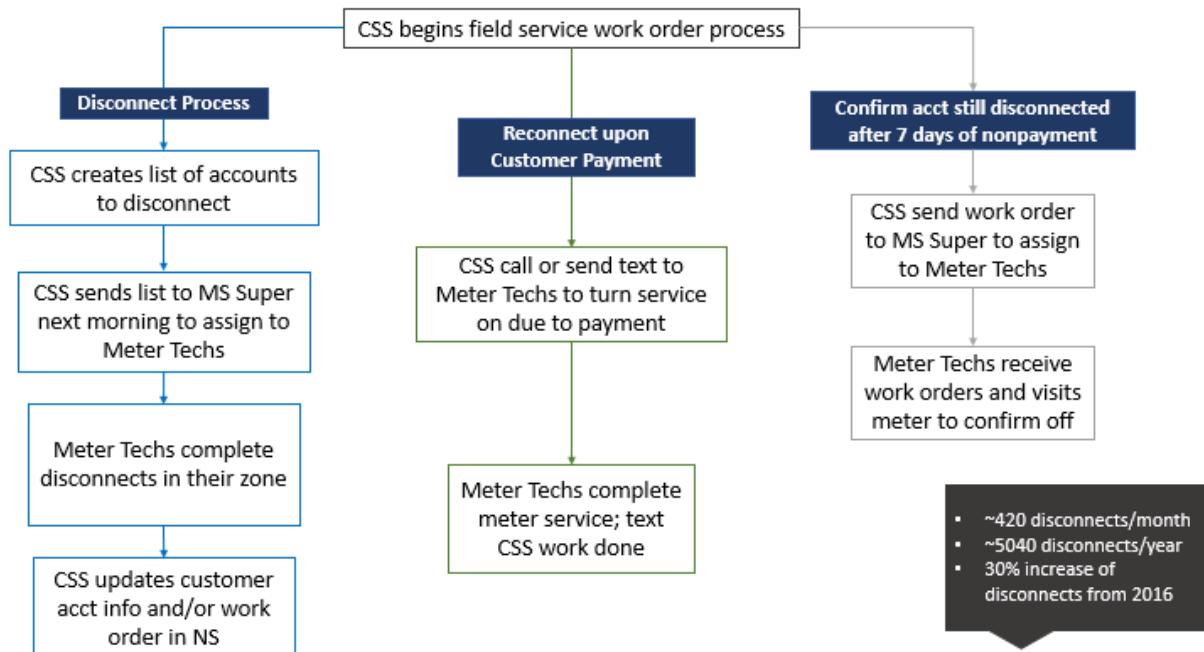 CSS begins field service work order process
Disconnect Process
CSS creates list of accounts
to disconnect
CSS sends list to MS Super
next morning to assign to
Meter Techs
Meter Techs complete
disconnects in their zone
CSS updates customer
acct info and/or work
order in NS
Reconnect upon
Customer Payment
CSS call or send text to
Meter Techs to turn service
on due to payment
Meter Techs complete
meter service; text
CSS work done
Confirm acct still disconnected
after 7 days of nonpayment
CSS send work order
to MS Super to assign
to Meter Techs
Meter Techs receive
work orders and visits
meter to confirm off
▪ ~420 disconnects/month
▪ ~5040 disconnects/year
▪ 30% increase of
disconnects from 2016